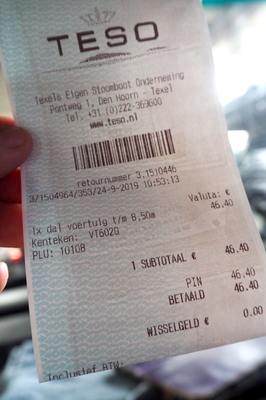 TESO
Texels Eigen Stoomboot Onderneming
Pontweg 1, Den Hoorn - Texel
Tel. +31 (0)222-369600
www.teso.nl
retournummer 3.1510446
3/1504964/353/24-9-2019 10:53:13
Valuta: €
1x dal voertuig t/m 8,50m 46.40
Kenteken: VT602G
PLU: 10108
1 SUBTOTAAL € 46.40
PIN 46.40
BETAALD 46.40
WISSELGELD € 0.00
Inclusief BTW: